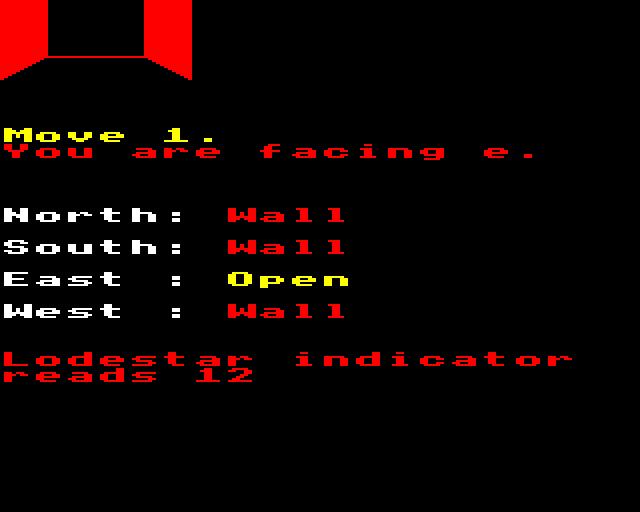 Move 1.
You are facing e.
North: Wall
South: Wall
East : Open
West : Wall
Lodestar indicator
reads 12